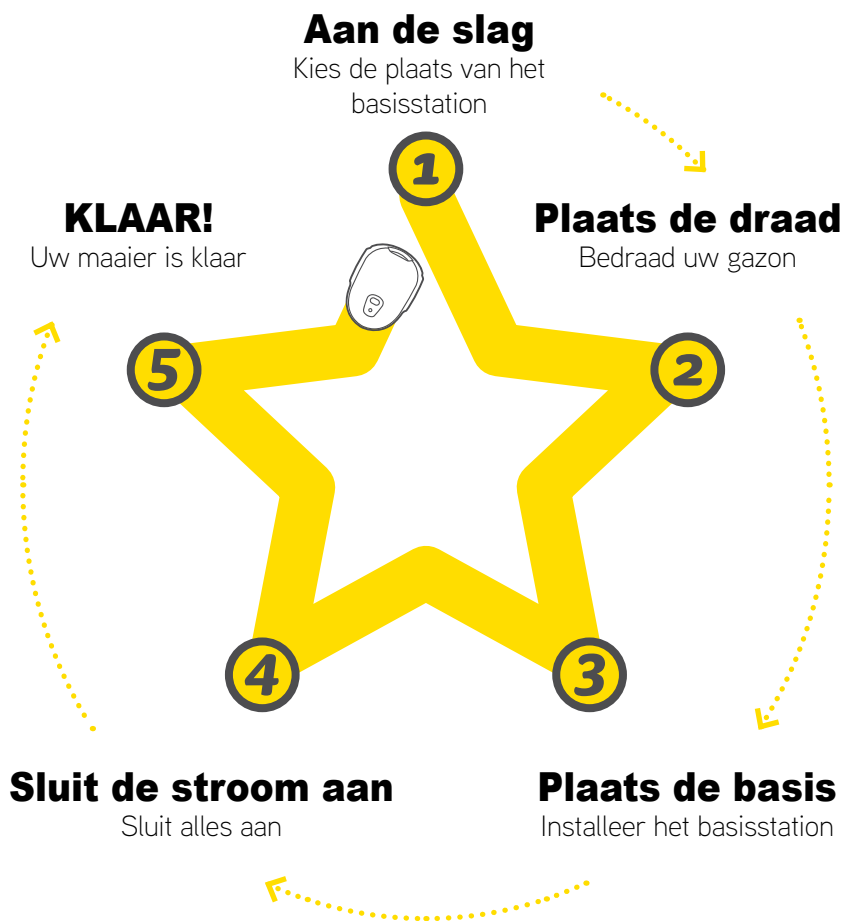 Aan de slag
Kies de plaats van het
basisstation
1
Plaats de draad
Bedraad uw gazon
2
Plaats de basis
Installeer het basisstation
3
Sluit de stroom aan
Sluit alles aan
4
KLAAR!
Uw maaier is klaar
5